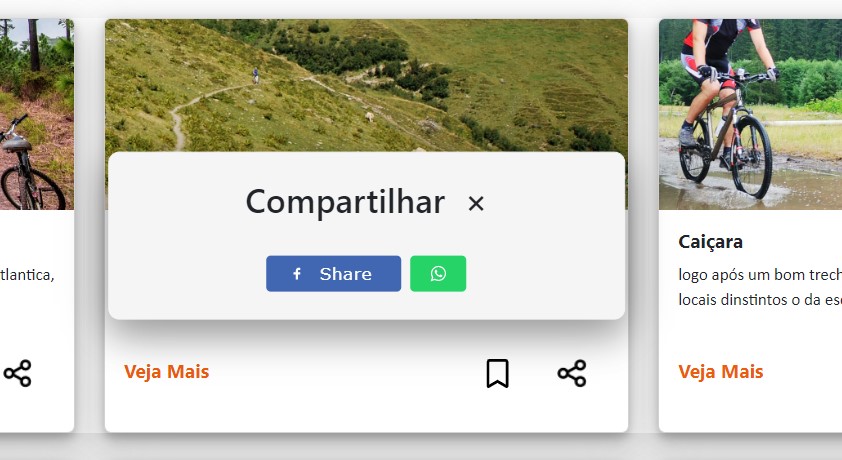 Compartilhar ×
Share
Caiçara
tlantica,
logo após um bom trech
locais dinstintos o da es
Veja Mais
Veja Mais